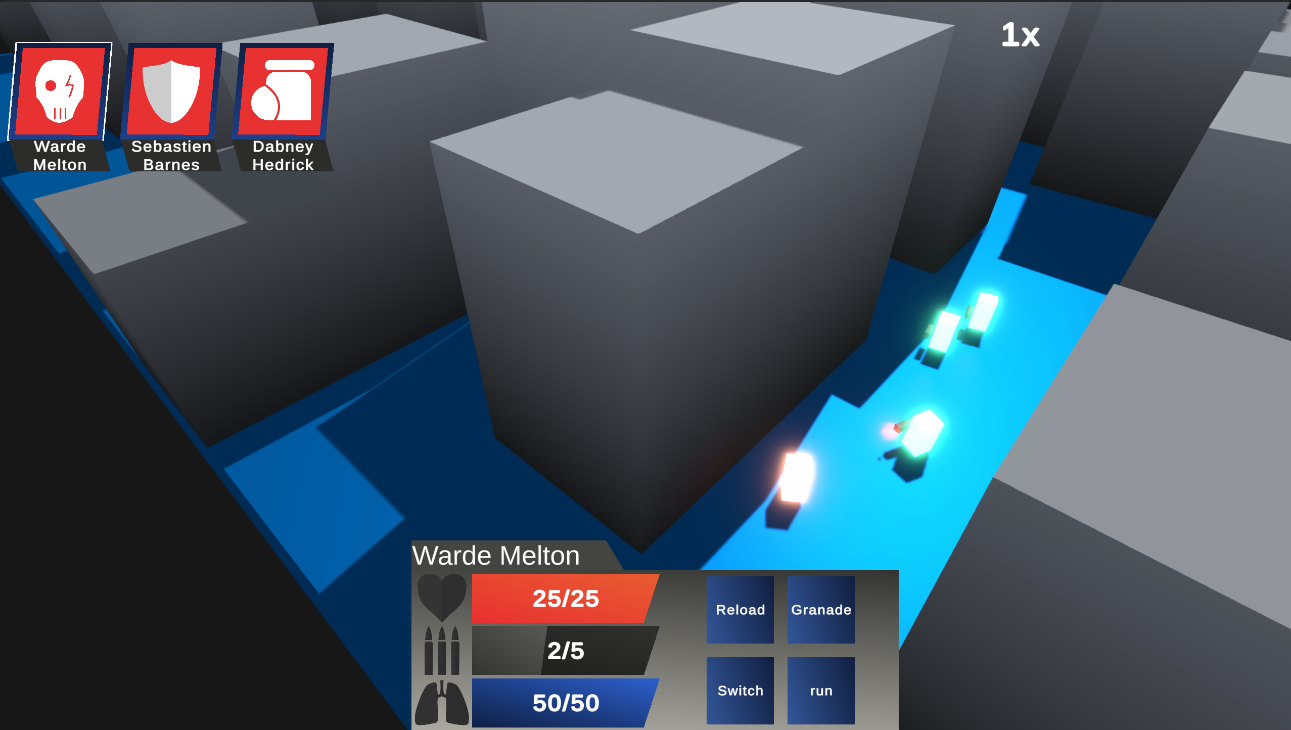 1x
Warde
Melton
Sebastien
Barnes
Dabney
Hedrick
Warde Melton
25/25
2/5
50/50
Reload
Granade
Switch
run